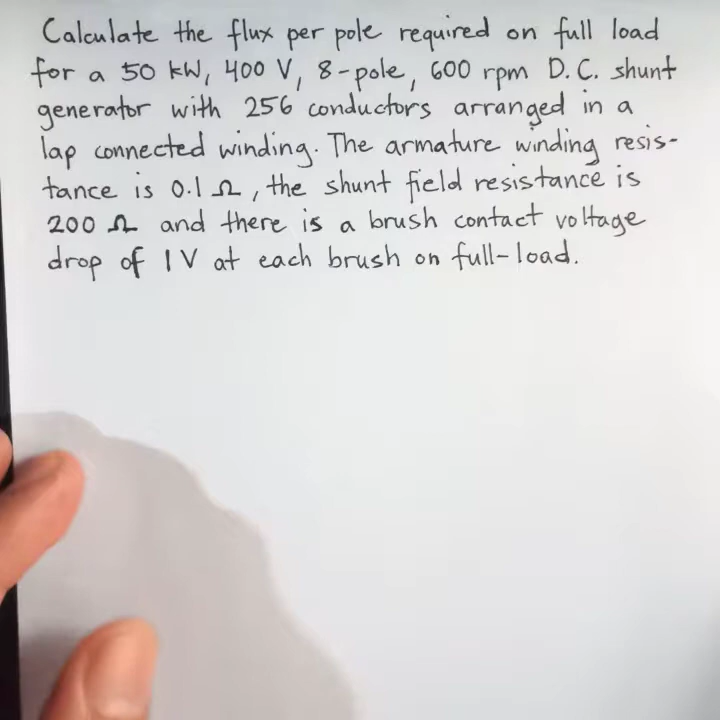 Calculate the flux per pole required on full load
for a 50 kW, 400 V, 8-pole, 600 rpm D.C. shunt
generator with 256 conductors arranged in a
lap connected winding. The armature winding resis-
tance is 0.1 Ω, the shunt field resistance is
200 Ω and there is a brush contact voltage
drop of 1 V at each brush on full-load.